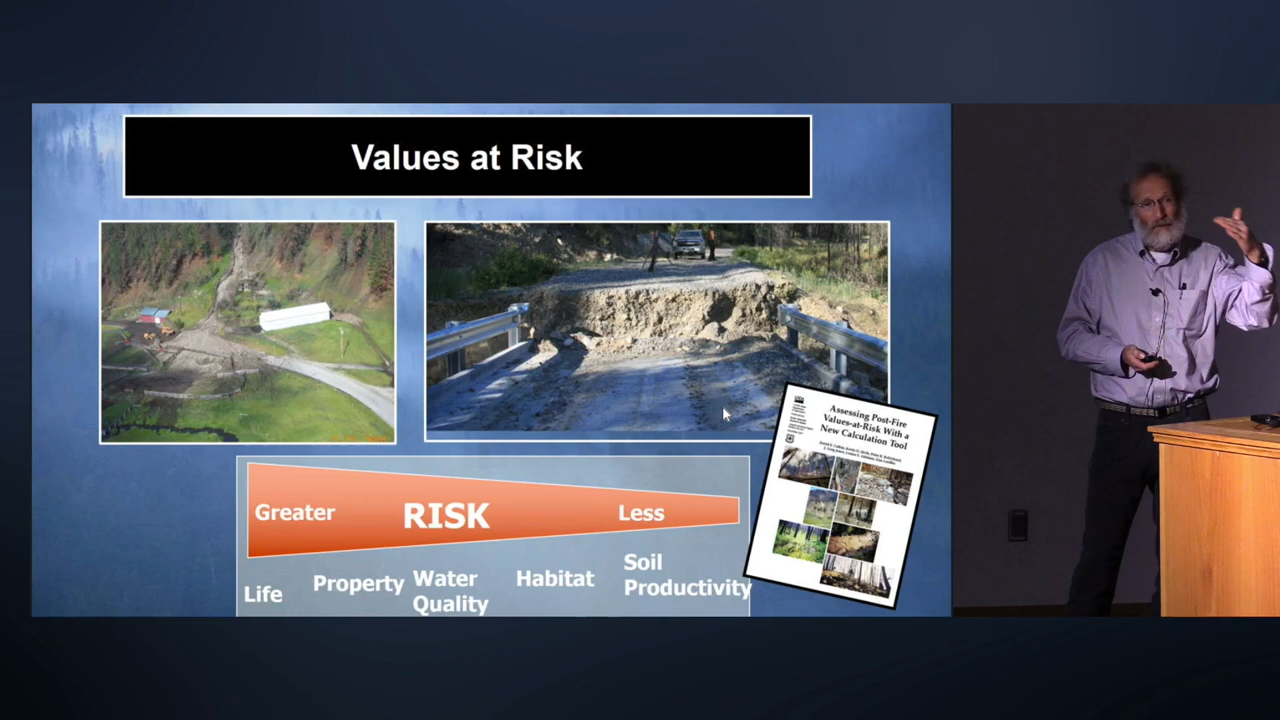 Values at Risk
Assessing Post-Fire
Values-at-Risk With a
New Calculation Tool
Greater
RISK
Less
Life
Property
Water
Quality
Habitat
Soil
Productivity